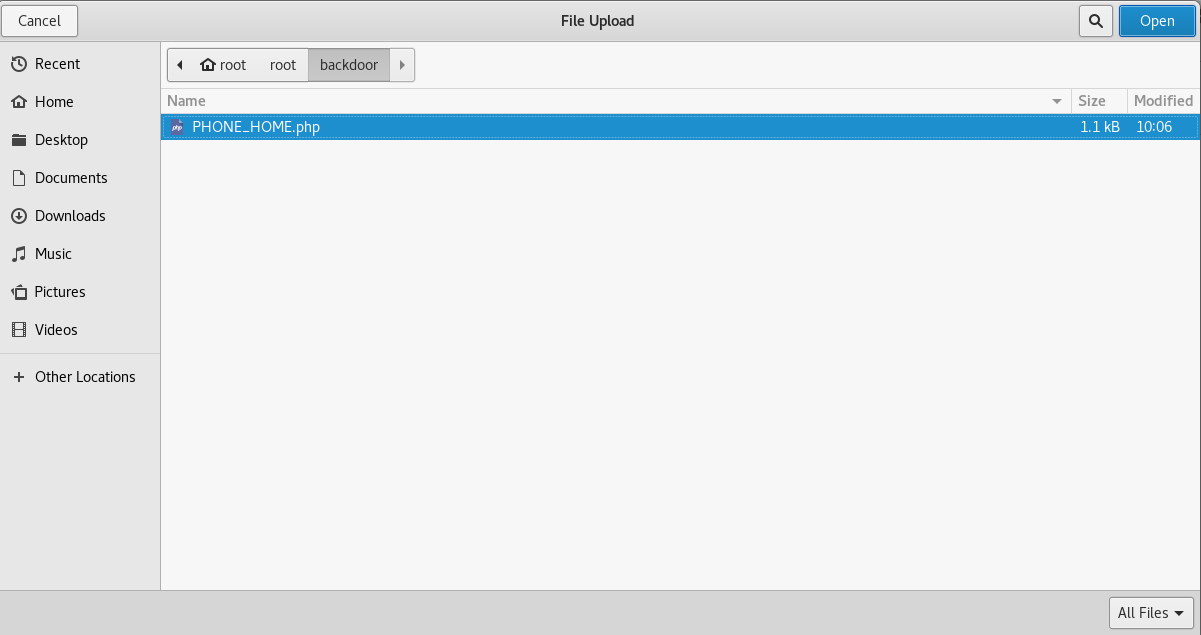 Cancel File Upload Open
Recent
Home
Desktop
Documents
Downloads
Music
Pictures
Videos
Other Locations
root root backdoor
Name Size Modified
PHONE_HOME.php 1.1 kB 10:06
All Files